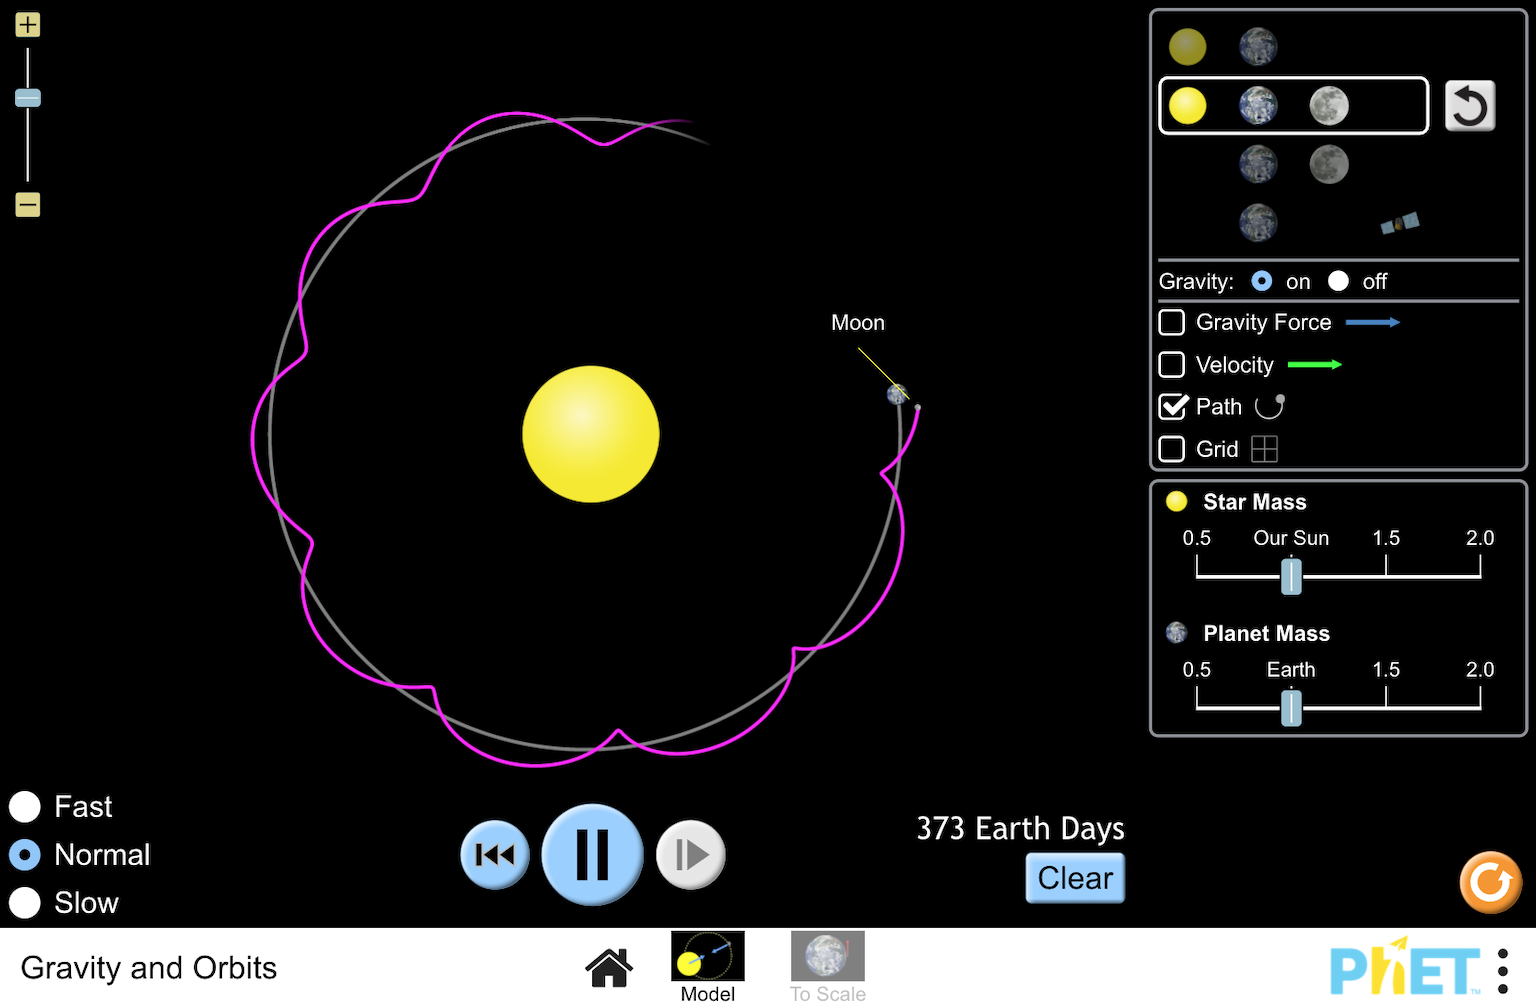 Moon
Gravity: on off
Gravity Force
Velocity
Path
Grid
Star Mass
0.5 Our Sun 1.5 2.0
Planet Mass
0.5 Earth 1.5 2.0
Fast
Normal
Slow
373 Earth Days
Clear
Gravity and Orbits
Model
To Scale
PhET™